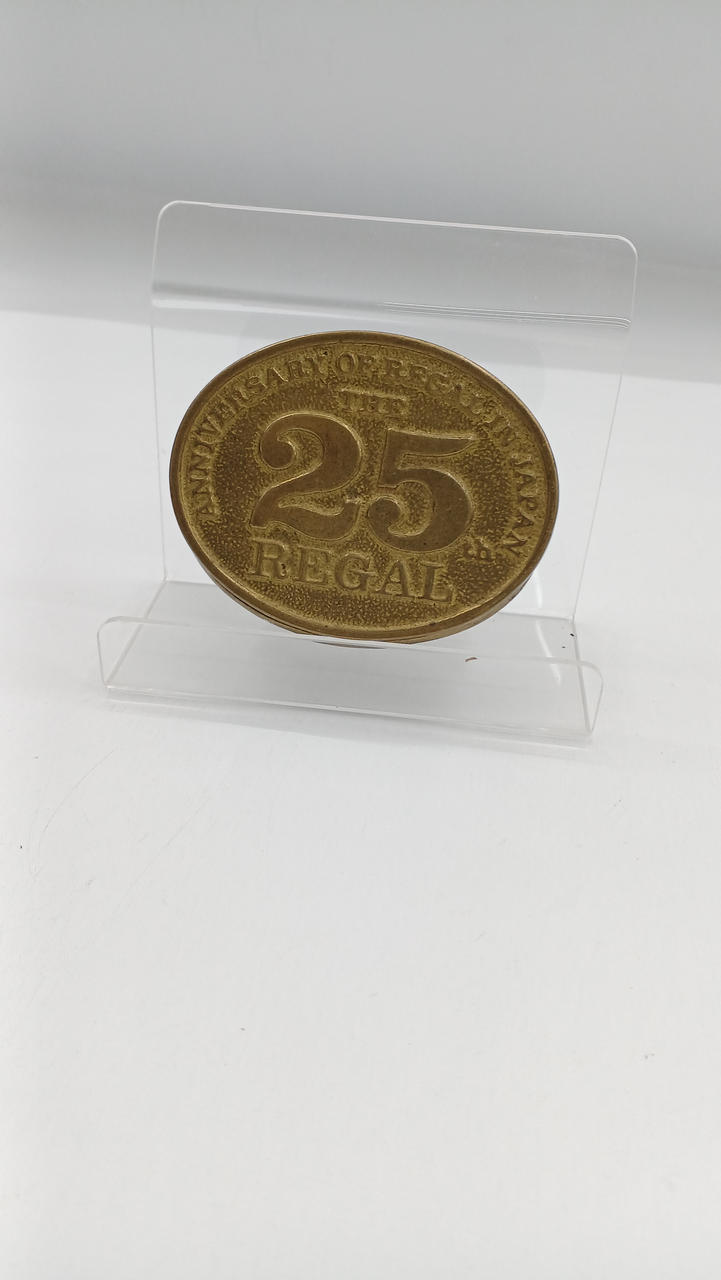 ANNIVERSARY OF REGAL IN JAPAN
THE
25th
REGAL